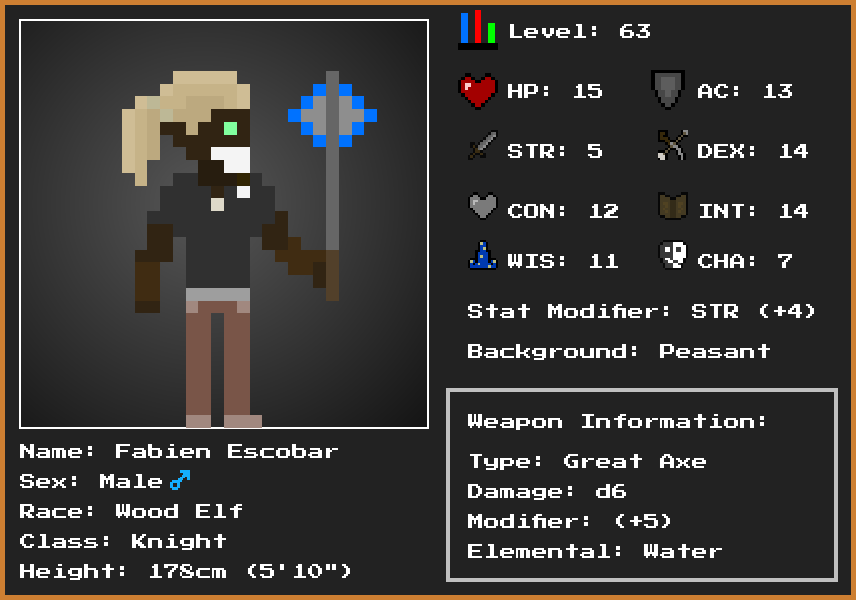 Level: 63
HP: 15
AC: 13
STR: 5
DEX: 14
CON: 12
INT: 14
WIS: 11
CHA: 7
Stat Modifier: STR (+4)
Background: Peasant
Weapon Information:
Type: Great Axe
Damage: d6
Modifier: (+5)
Elemental: Water
Name: Fabien Escobar
Sex: Male♂
Race: Wood Elf
Class: Knight
Height: 178cm (5'10")